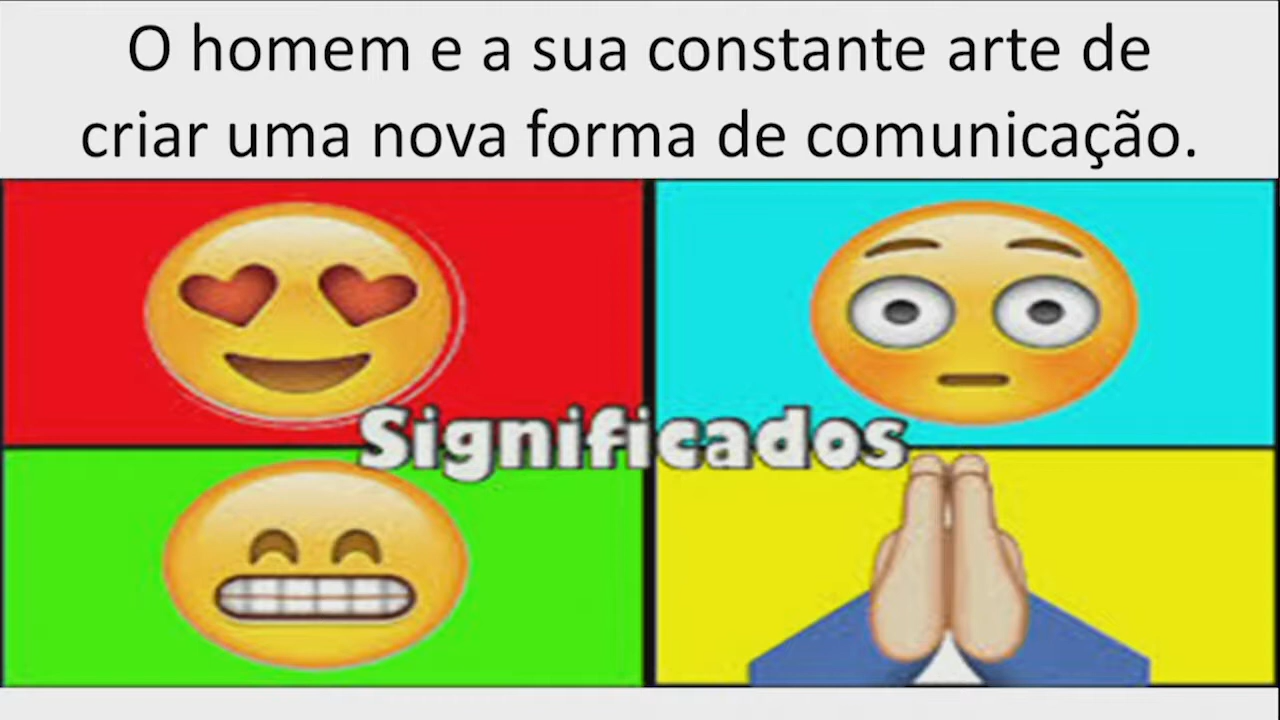 O homem e a sua constante arte de
criar uma nova forma de comunicação.
Significados